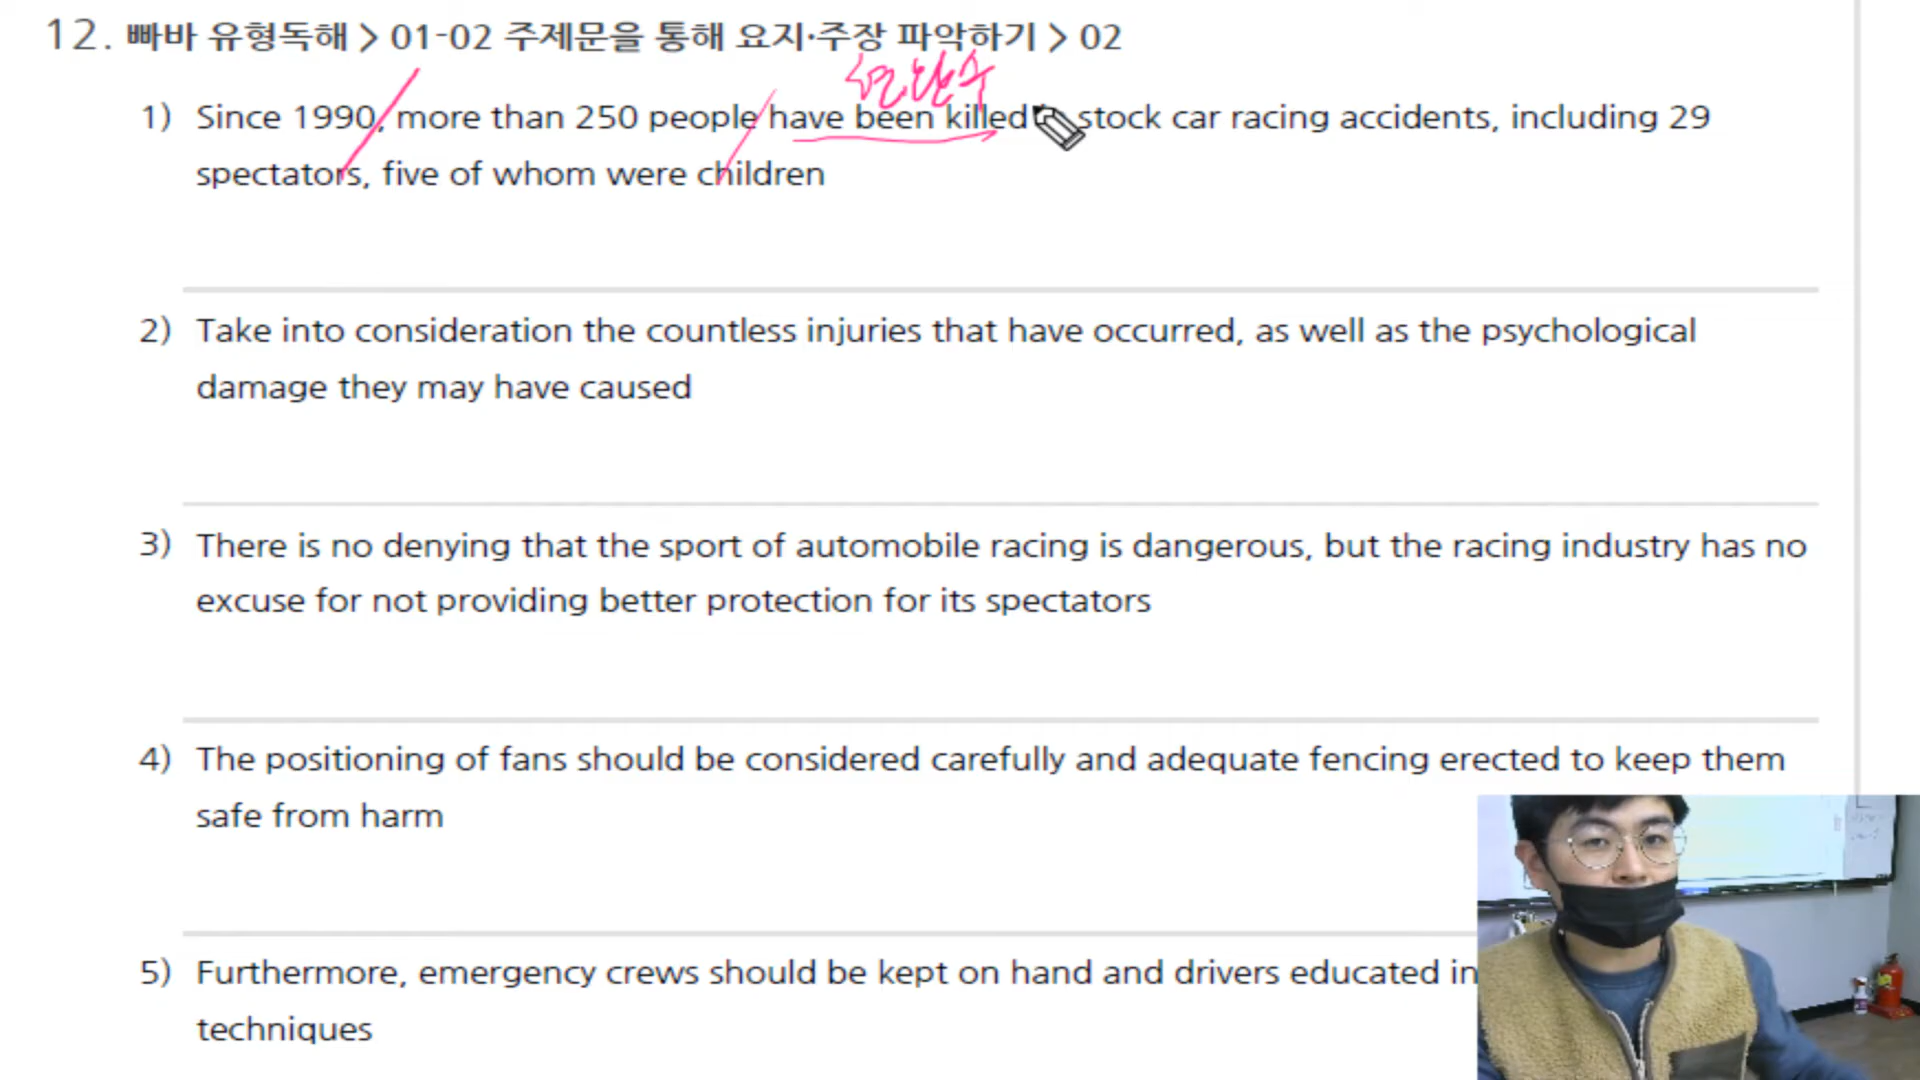 12. 빠바 유형독해 > 01-02 주제문을 통해 요지·주장 파악하기 > 02
1) Since 1990, more than 250 people have been killed stock car racing accidents, including 29
spectators, five of whom were children
2) Take into consideration the countless injuries that have occurred, as well as the psychological
damage they may have caused
3) There is no denying that the sport of automobile racing is dangerous, but the racing industry has no
excuse for not providing better protection for its spectators
4) The positioning of fans should be considered carefully and adequate fencing erected to keep them
safe from harm
5) Furthermore, emergency crews should be kept on hand and drivers educated in
techniques